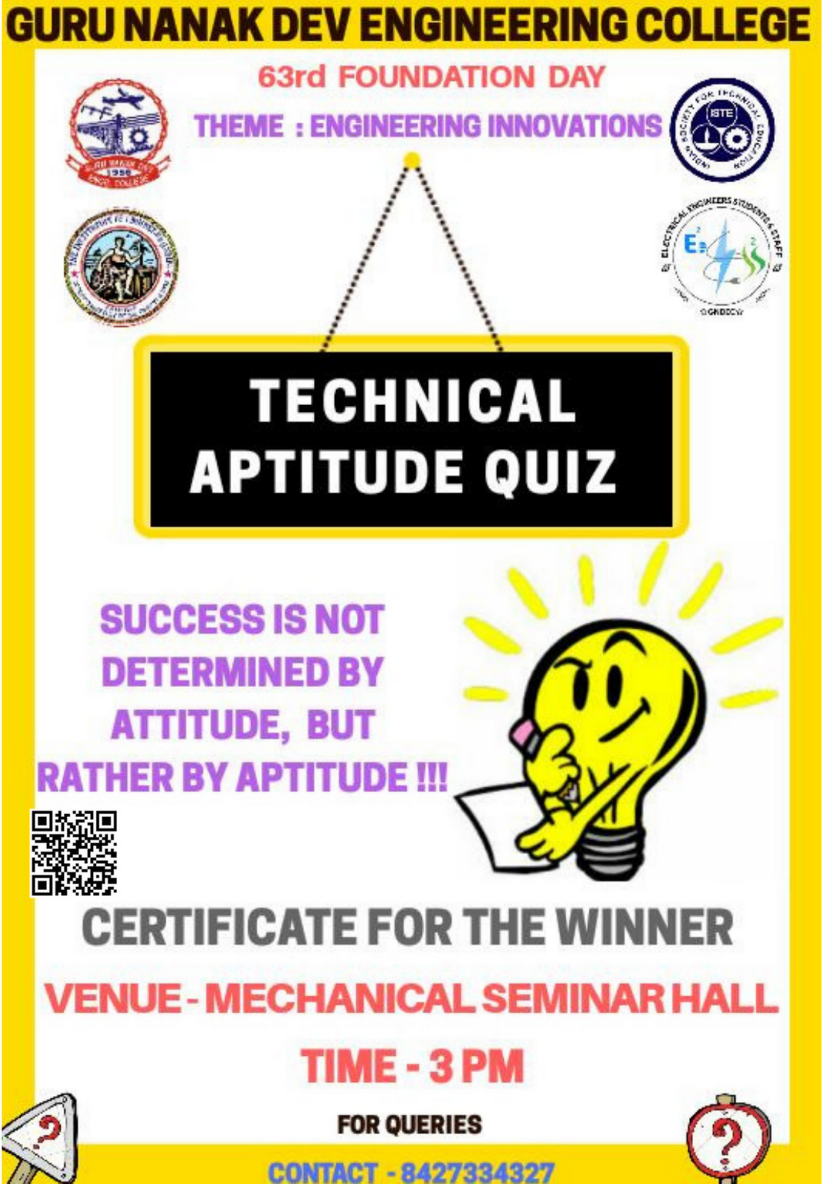 GURU NANAK DEV ENGINEERING COLLEGE
63rd FOUNDATION DAY
THEME : ENGINEERING INNOVATIONS
GURU NANAK DEV
1956
ENGG. COLLEGE
INDIAN SOCIETY FOR TECHNICAL EDUCATION
ISTE
ELECTRICAL ENGINEERS STUDENTS & STAFF
GNDEC
TECHNICAL
APTITUDE QUIZ
SUCCESS IS NOT
DETERMINED BY
ATTITUDE, BUT
RATHER BY APTITUDE !!!
CERTIFICATE FOR THE WINNER
VENUE - MECHANICAL SEMINAR HALL
TIME - 3 PM
FOR QUERIES
CONTACT - 8427334327
? ?